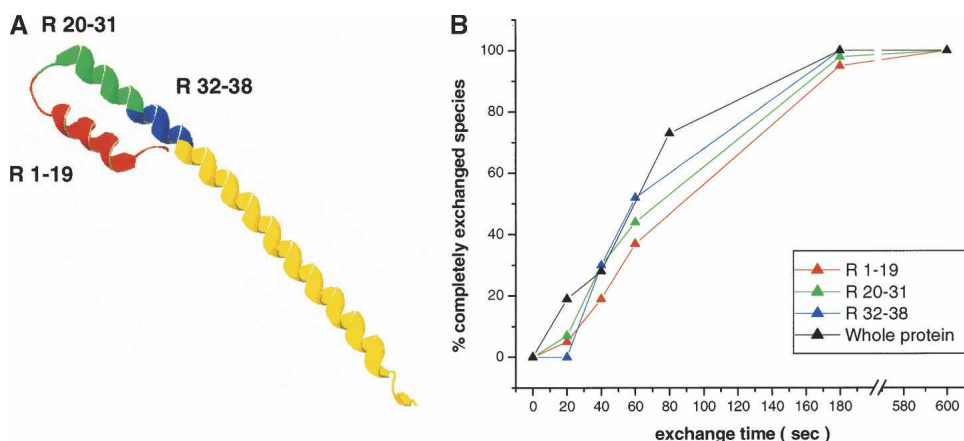 A
R 20-31
R 32-38
R 1-19
B
% completely exchanged species
100
80
60
40
20
0
0 20 40 60 80 100 120 140 160 180 580 600
exchange time ( sec )
R 1-19
R 20-31
R 32-38
Whole protein